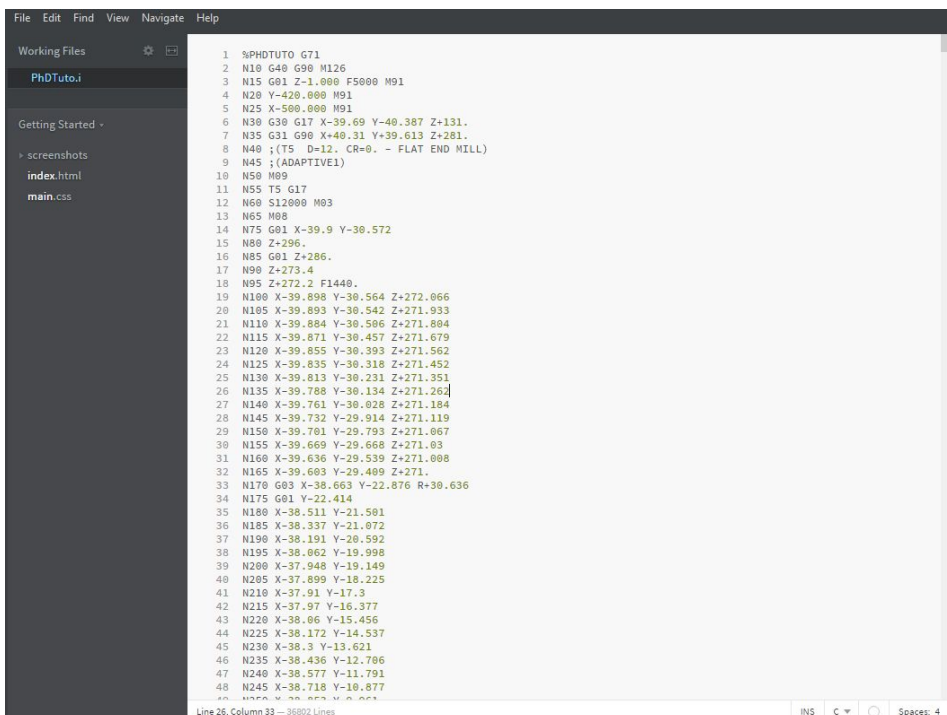 File Edit Find View Navigate Help
Working Files
PhDTuto.i
Getting Started
screenshots
index.html
main.css
1 %PHDTUTO G71
2 N10 G40 G90 M126
3 N15 G01 Z-1.000 F5000 M91
4 N20 Y-420.000 M91
5 N25 X-500.000 M91
6 N30 G30 G17 X-39.69 Y-40.387 Z+131.
7 N35 G31 G90 X+40.31 Y+39.613 Z+281.
8 N40 ;(T5 D=12. CR=0. - FLAT END MILL)
9 N45 ;(ADAPTIVE1)
10 N50 M09
11 N55 T5 G17
12 N60 S12000 M03
13 N65 M08
14 N75 G01 X-39.9 Y-30.572
15 N80 Z+296.
16 N85 G01 Z+286.
17 N90 Z+273.4
18 N95 Z+272.2 F1440.
19 N100 X-39.898 Y-30.564 Z+272.066
20 N105 X-39.893 Y-30.542 Z+271.933
21 N110 X-39.884 Y-30.506 Z+271.804
22 N115 X-39.871 Y-30.457 Z+271.679
23 N120 X-39.855 Y-30.393 Z+271.562
24 N125 X-39.835 Y-30.318 Z+271.452
25 N130 X-39.813 Y-30.231 Z+271.351
26 N135 X-39.788 Y-30.134 Z+271.262
27 N140 X-39.761 Y-30.028 Z+271.184
28 N145 X-39.732 Y-29.914 Z+271.119
29 N150 X-39.701 Y-29.793 Z+271.067
30 N155 X-39.669 Y-29.668 Z+271.03
31 N160 X-39.636 Y-29.539 Z+271.008
32 N165 X-39.603 Y-29.409 Z+271.
33 N170 G03 X-38.663 Y-22.876 R+30.636
34 N175 G01 Y-22.414
35 N180 X-38.511 Y-21.501
36 N185 X-38.337 Y-21.072
37 N190 X-38.191 Y-20.592
38 N195 X-38.062 Y-19.998
39 N200 X-37.948 Y-19.149
40 N205 X-37.899 Y-18.225
41 N210 X-37.91 Y-17.3
42 N215 X-37.97 Y-16.377
43 N220 X-38.06 Y-15.456
44 N225 X-38.172 Y-14.537
45 N230 X-38.3 Y-13.621
46 N235 X-38.436 Y-12.706
47 N240 X-38.577 Y-11.791
48 N245 X-38.718 Y-10.877
Line 26, Column 33 — 36802 Lines INS C Spaces: 4